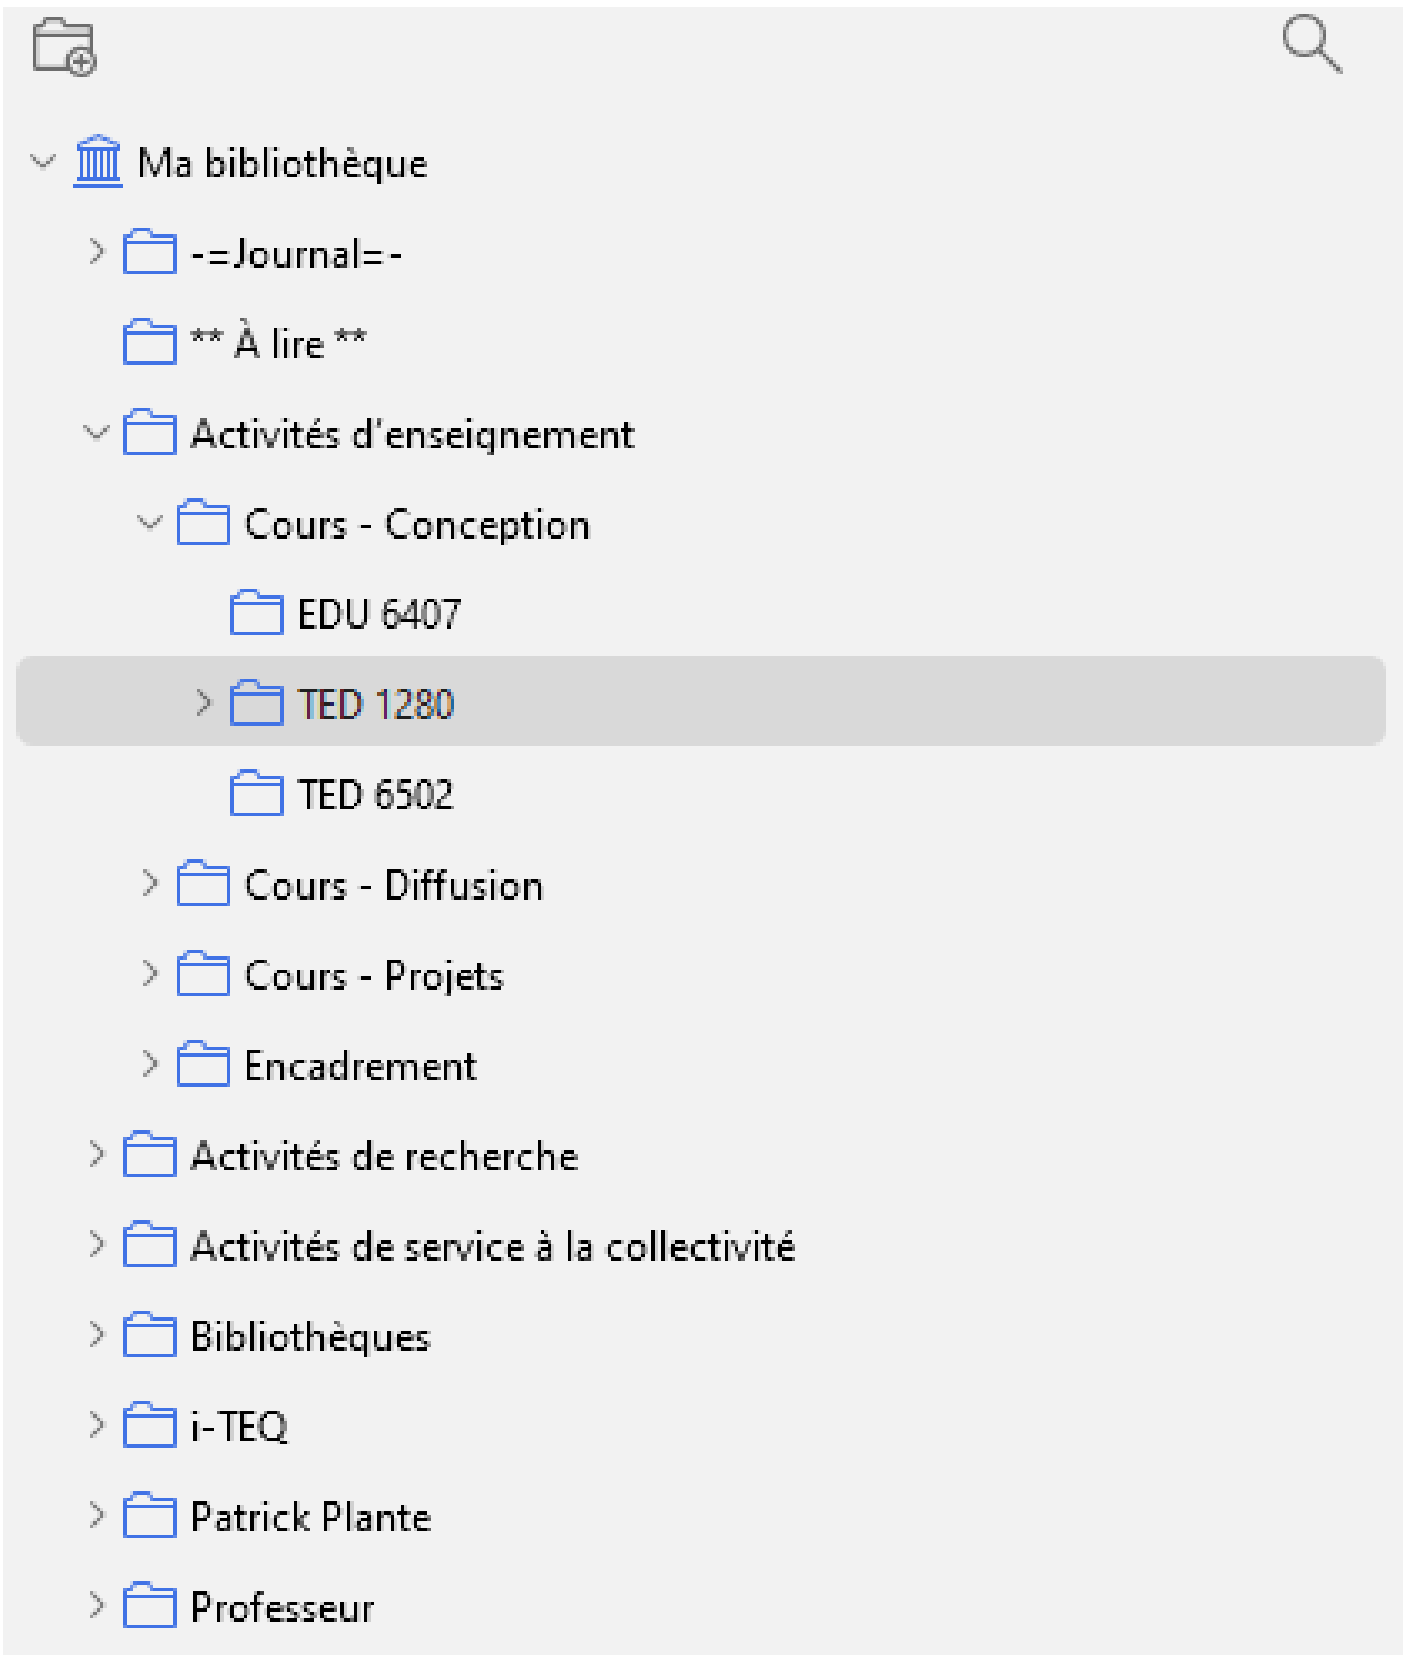 Ma bibliothèque
-=Journal=-
** À lire **
Activités d'enseignement
Cours - Conception
EDU 6407
TED 1280
TED 6502
Cours - Diffusion
Cours - Projets
Encadrement
Activités de recherche
Activités de service à la collectivité
Bibliothèques
i-TEQ
Patrick Plante
Professeur